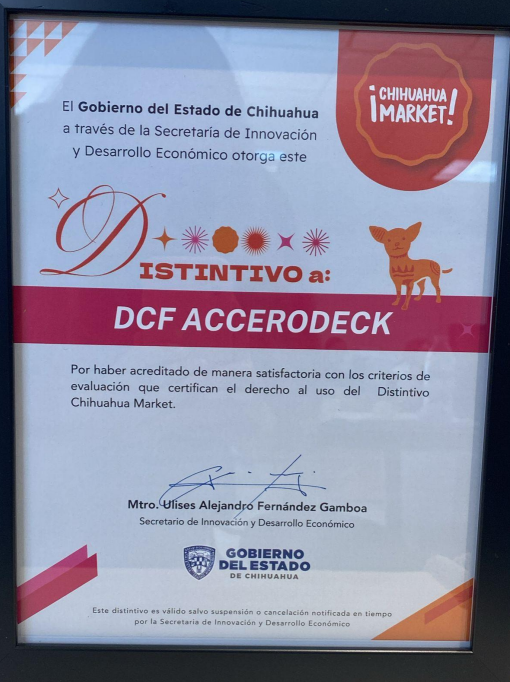 ¡CHIHUAHUA
MARKET!
El Gobierno del Estado de Chihuahua
a través de la Secretaría de Innovación
y Desarrollo Económico otorga este
DISTINTIVO a:
DCF ACCERODECK
Por haber acreditado de manera satisfactoria con los criterios de
evaluación que certifican el derecho al uso del Distintivo
Chihuahua Market.
Mtro. Ulises Alejandro Fernández Gamboa
Secretario de Innovación y Desarrollo Económico
GOBIERNO
DEL ESTADO
DE CHIHUAHUA
Este distintivo es válido salvo suspensión o cancelación notificada en tiempo
por la Secretaria de Innovación y Desarrollo Económico